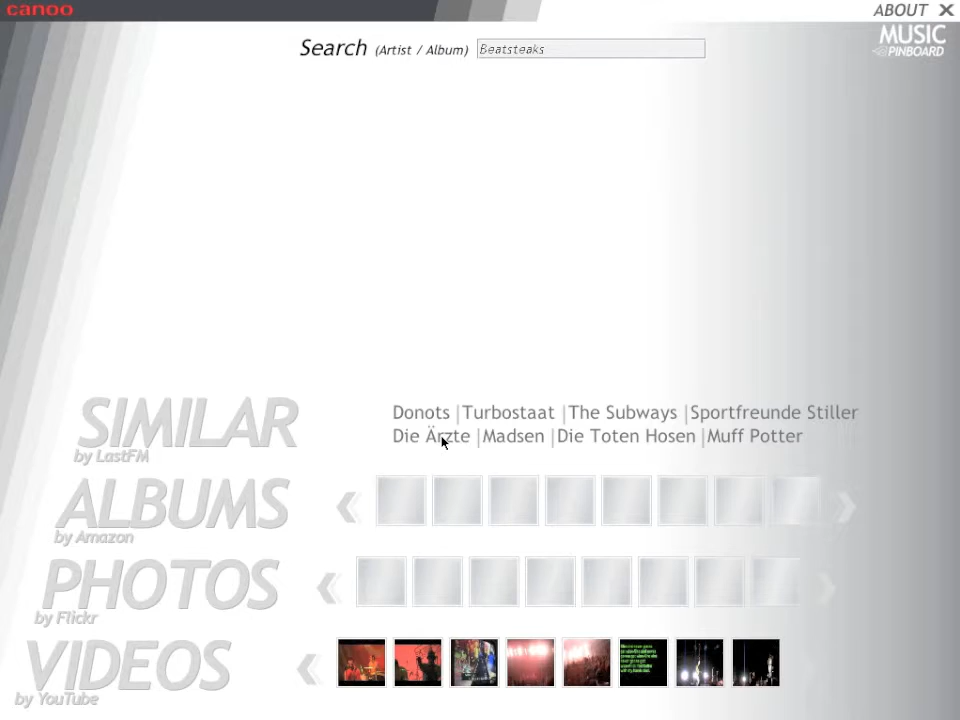 canoo
ABOUT X
MUSIC
PINBOARD
Search (Artist / Album) Beatsteaks
SIMILAR
by LastFM
Donots |Turbostaat |The Subways |Sportfreunde Stiller
Die Ärzte |Madsen |Die Toten Hosen |Muff Potter
ALBUMS
by Amazon
PHOTOS
by Flickr
VIDEOS
by YouTube